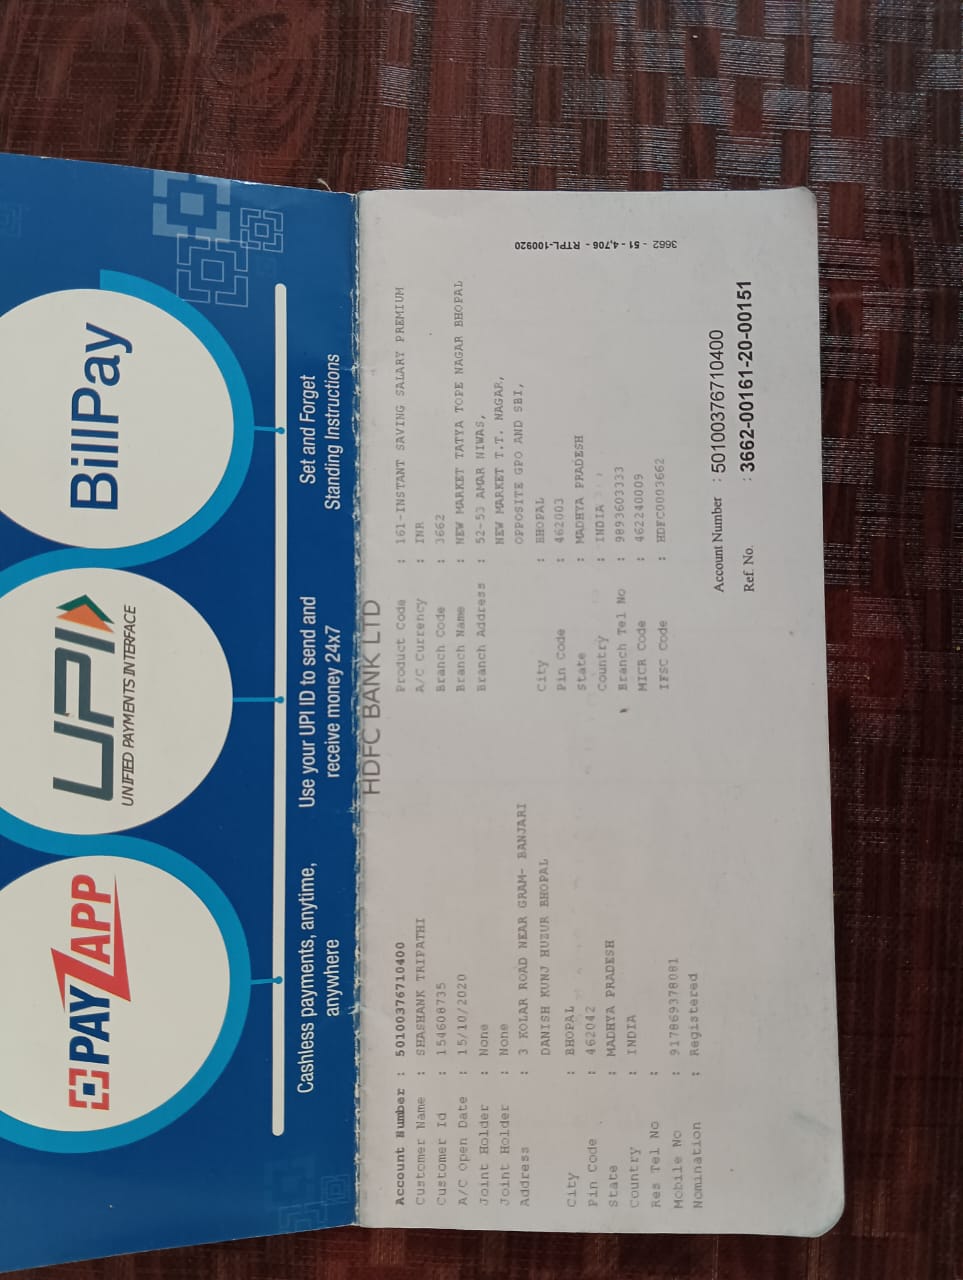 PAYZAPP
UPI
UNIFIED PAYMENTS INTERFACE
BillPay
Cashless payments, anytime,
anywhere
Use your UPI ID to send and
receive money 24x7
Set and Forget
Standing Instructions
HDFC BANK LTD
Account Number : 50100376710400
Customer Name : SHASHANK TRIPATHI
Customer Id : 154608735
A/C Open Date : 15/10/2020
Joint Holder : None
Joint Holder : None
Address : 3 KOLAR ROAD NEAR GRAM- BANJARI
DANISH KUNJ HUZUR BHOPAL
City : BHOPAL
Pin Code : 462042
State : MADHYA PRADESH
Country : INDIA
Res Tel No :
Mobile No : 917869378081
Nomination : Registered
Product Code : 161-INSTANT SAVING SALARY PREMIUM
A/C Currency : INR
Branch Code : 3662
Branch Name : NEW MARKET TATYA TOPE NAGAR BHOPAL
Branch Address : 52-53 AMAR NIWAS,
NEW MARKET T.T. NAGAR,
OPPOSITE GPO AND SBI,
City : BHOPAL
Pin Code : 462003
State : MADHYA PRADESH
Country : INDIA
Branch Tel No : 9893603333
MICR Code : 462240009
IFSC Code : HDFC0003662
Account Number : 50100376710400
Ref. No. : 3662-00161-20-00151
3662 - 51 - 4,706 - RTPL-100920